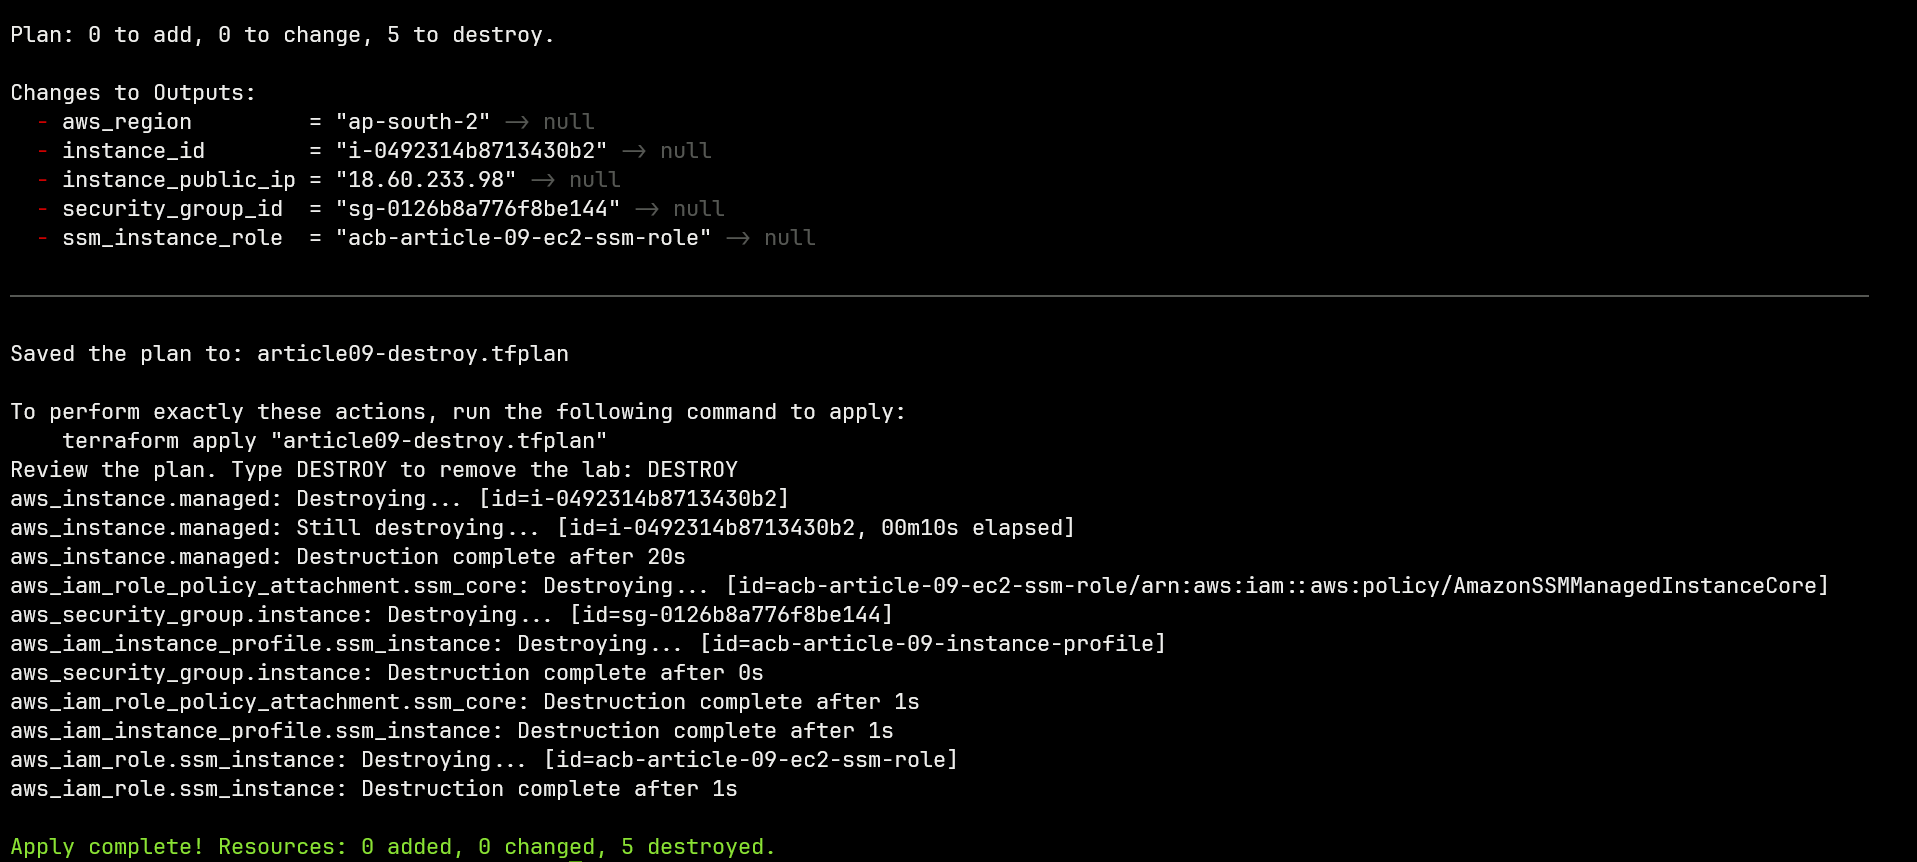 Plan: 0 to add, 0 to change, 5 to destroy.
Changes to Outputs:
  - aws_region         = "ap-south-2" -> null
  - instance_id        = "i-0492314b8713430b2" -> null
  - instance_public_ip = "18.60.233.98" -> null
  - security_group_id  = "sg-0126b8a776f8be144" -> null
  - ssm_instance_role  = "acb-article-09-ec2-ssm-role" -> null
Saved the plan to: article09-destroy.tfplan
To perform exactly these actions, run the following command to apply:
    terraform apply "article09-destroy.tfplan"
Review the plan. Type DESTROY to remove the lab: DESTROY
aws_instance.managed: Destroying... [id=i-0492314b8713430b2]
aws_instance.managed: Still destroying... [id=i-0492314b8713430b2, 00m10s elapsed]
aws_instance.managed: Destruction complete after 20s
aws_iam_role_policy_attachment.ssm_core: Destroying... [id=acb-article-09-ec2-ssm-role/arn:aws:iam::aws:policy/AmazonSSMManagedInstanceCore]
aws_security_group.instance: Destroying... [id=sg-0126b8a776f8be144]
aws_iam_instance_profile.ssm_instance: Destroying... [id=acb-article-09-instance-profile]
aws_security_group.instance: Destruction complete after 0s
aws_iam_role_policy_attachment.ssm_core: Destruction complete after 1s
aws_iam_instance_profile.ssm_instance: Destruction complete after 1s
aws_iam_role.ssm_instance: Destroying... [id=acb-article-09-ec2-ssm-role]
aws_iam_role.ssm_instance: Destruction complete after 1s
Apply complete! Resources: 0 added, 0 changed, 5 destroyed.